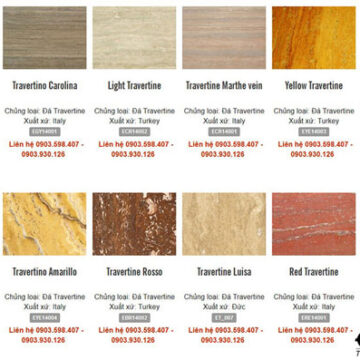 Travertino Carolina
Chủng loại: Đá Travertine
Xuất xứ: Italy
EGY14001
Liên hệ 0903.598.407 -
0903.930.126
Light Travertine
Chủng loại: Đá Travertine
Xuất xứ: Turkey
ECR14002
Liên hệ 0903.598.407 -
0903.930.126
Travertine Marthe vein
Chủng loại: Đá Travertine
Xuất xứ: Italy
ECR14001
Liên hệ 0903.598.407 -
0903.930.126
Yellow Travertine
Chủng loại: Đá Travertine
Xuất xứ: Turkey
EYE14003
Liên hệ 0903.598.407 -
0903.930.126
Travertino Amarillo
Chủng loại: Đá Travertine
Xuất xứ: Italy
EYE14004
Liên hệ 0903.598.407 -
0903.930.126
Travertine Rosso
Chủng loại: Đá Travertine
Xuất xứ: Turkey
EBR14002
Liên hệ 0903.598.407 -
0903.930.126
Travertine Luisa
Chủng loại: Đá Travertine
Xuất xứ: Đức
ET_007
Liên hệ 0903.598.407 -
0903.930.126
Red Travertine
Chủng loại: Đá Travertine
Xuất xứ: Italy
ERE14001
Liên hệ 0903.598.407 -
0903.930.126